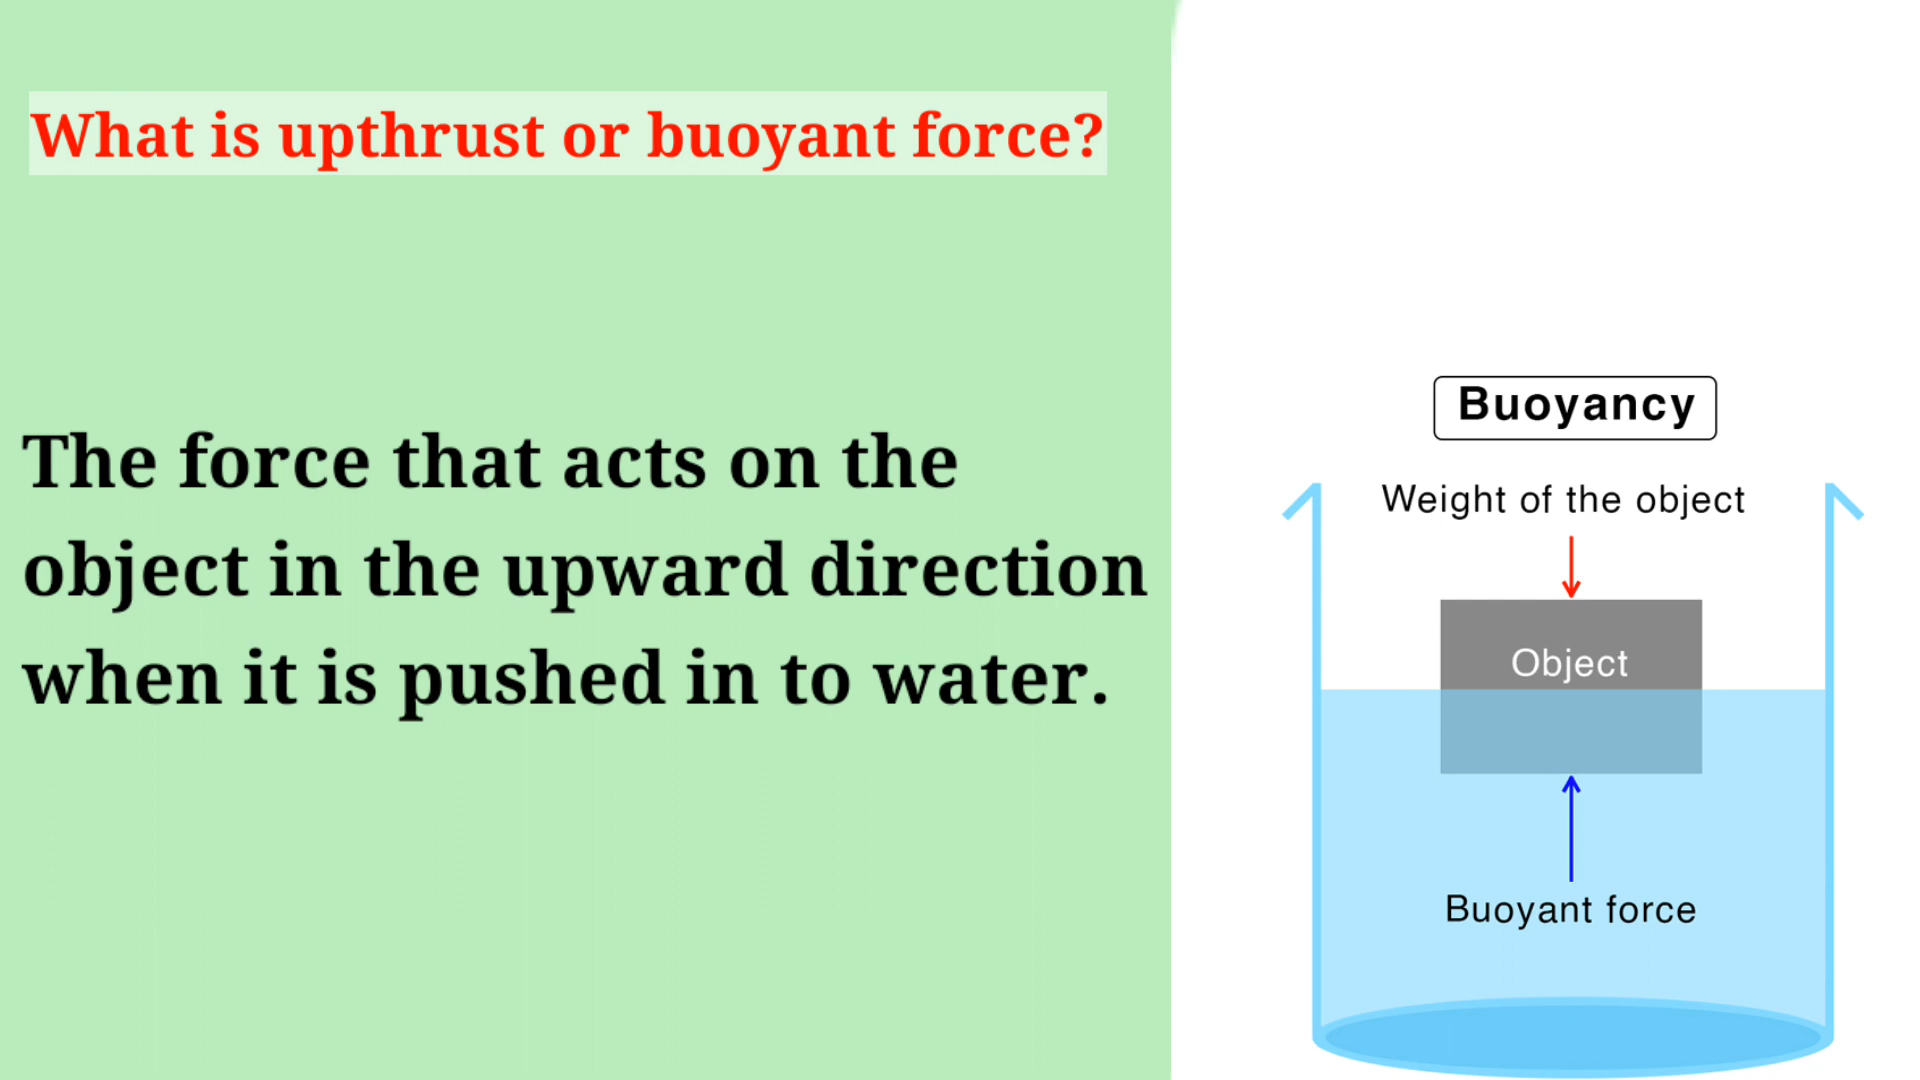 What is upthrust or buoyant force?
The force that acts on the
object in the upward direction
when it is pushed in to water.
Buoyancy
Weight of the object
Object
Buoyant force